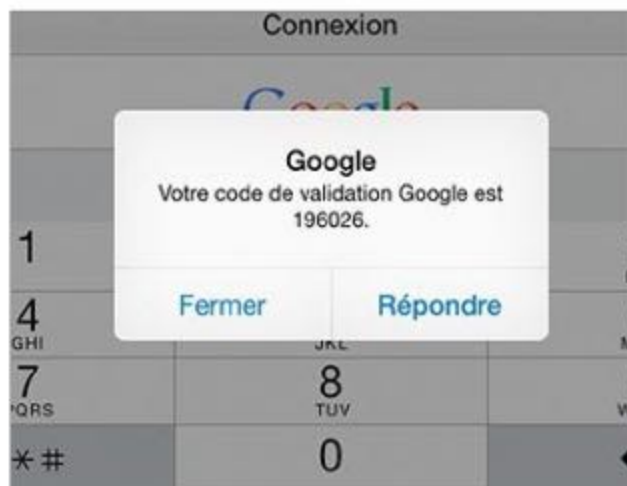 Connexion
Google
Google
Votre code de validation Google est
196026.
Fermer
Répondre
1
4
GHI
JKL
7
PQRS
8
TUV
* #
0